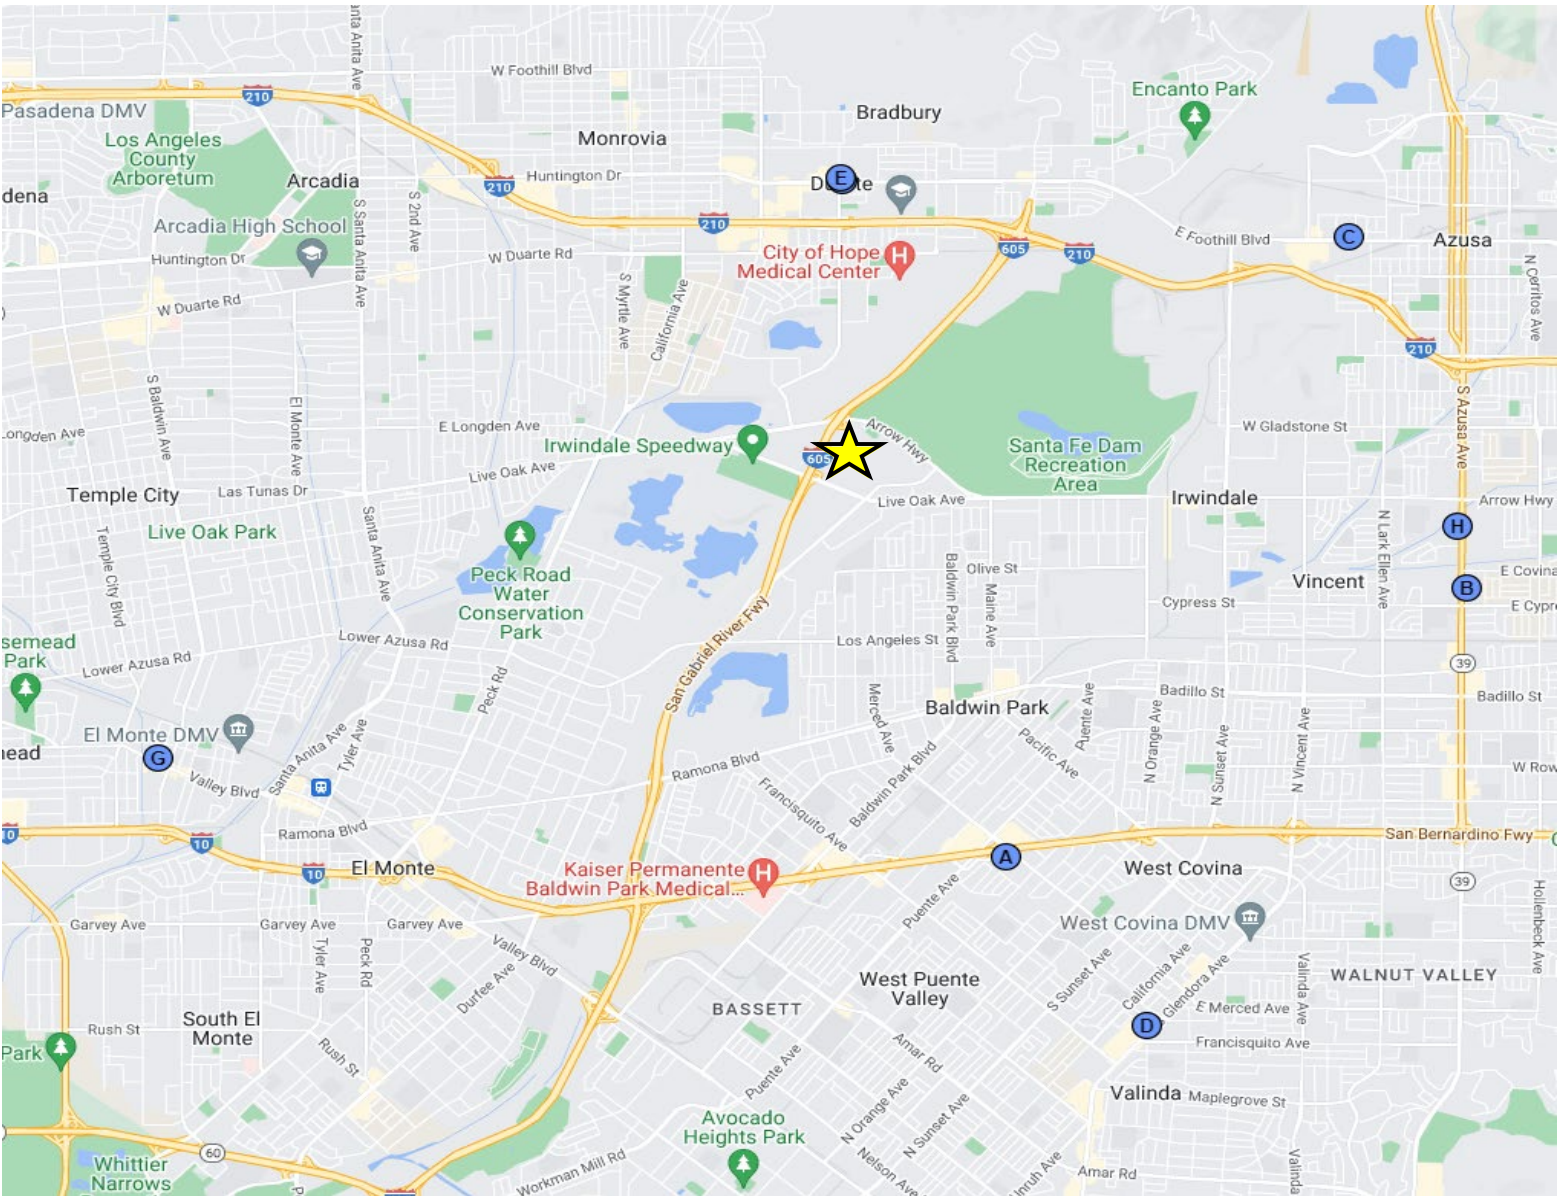 Santa Anita Ave
W Foothill Blvd
210
Pasadena DMV
Los Angeles
County
Arboretum
Monrovia
Bradbury
Encanto Park
dena
Arcadia
210
Huntington Dr
E
Arcadia High School
S 2nd Ave
S Santa Anita Ave
210
605
210
E Foothill Blvd
C
Azusa
Huntington Dr
W Duarte Rd
City of Hope
Medical Center
N Cerritos Ave
W Duarte Rd
S Myrtle Ave
California Ave
210
S Baldwin Ave
El Monte Ave
E Longden Ave
Irwindale Speedway
605
Arrow Hwy
Santa Fe Dam
Recreation
Area
W Gladstone St
S Azusa Ave
Longden Ave
Live Oak Ave
Temple City
Las Tunas Dr
Live Oak Ave
Irwindale
Arrow Hwy
Live Oak Park
Santa Anita Ave
H
N Lark Ellen Ave
Temple City Blvd
Peck Road
Water
Conservation
Park
Baldwin Park Blvd
Olive St
Maine Ave
Vincent
E Covina
B
Cypress St
E Cypre
semead
Park
Lower Azusa Rd
Lower Azusa Rd
San Gabriel River Fwy
Los Angeles St
39
Peck Rd
Merced Ave
Baldwin Park
Puente Ave
Badillo St
Badillo St
El Monte DMV
Santa Anita Ave
Tyler Ave
Pacific Ave
N Orange Ave
N Sunset Ave
N Vincent Ave
nead
G
Valley Blvd
Ramona Blvd
Francisquito Ave
Baldwin Park Blvd
W Row
10
10
Ramona Blvd
San Bernardino Fwy
10
El Monte
Kaiser Permanente
Baldwin Park Medical...
A
West Covina
39
Puente Ave
Hollenbeck Ave
Garvey Ave
Garvey Ave
Garvey Ave
West Covina DMV
Tyler Ave
Peck Rd
Valley Blvd
Durfee Ave
West Puente
Valley
S Sunset Ave
California Ave
S Glendora Ave
Valinda Ave
WALNUT VALLEY
BASSETT
E Merced Ave
D
Rush St
South El
Monte
Rush St
Francisquito Ave
Park
Amar Rd
Puente Ave
N Orange Ave
N Sunset Ave
Valinda
Maplegrove St
Avocado
Heights Park
60
Whittier
Narrows
Workman Mill Rd
Nelson Ave
Unruh Ave
Amar Rd
Valinda